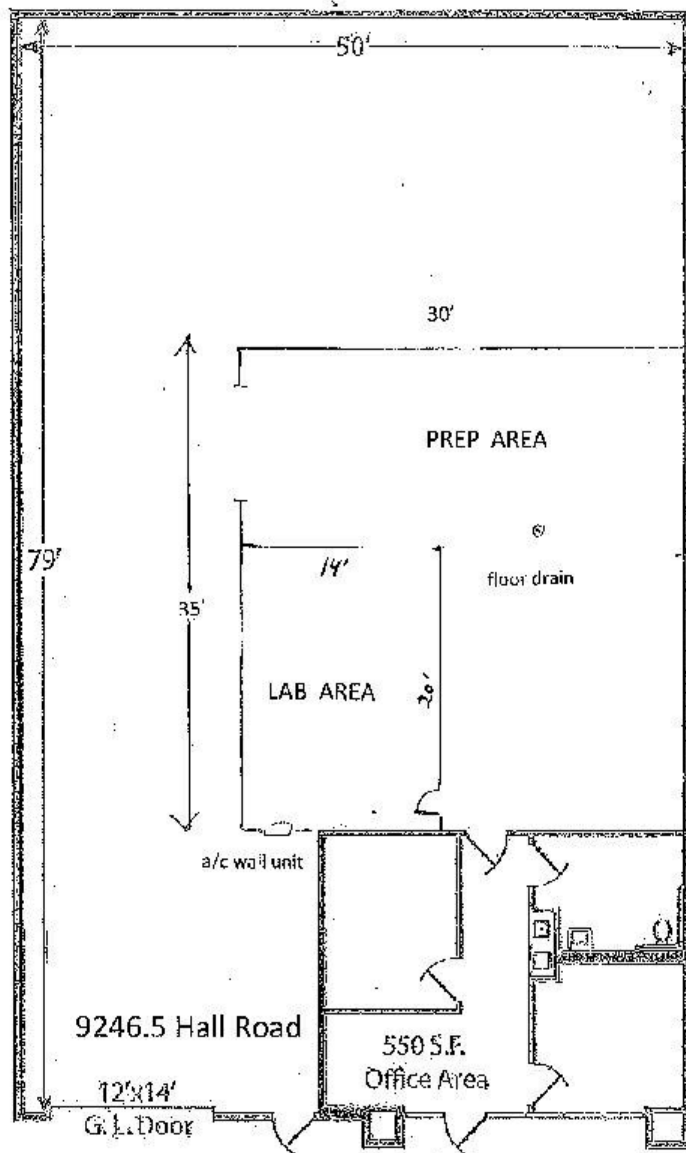 50'
30'
PREP AREA
79'
14'
floor drain
35'
LAB AREA
20'
a/c wall unit
9246.5 Hall Road
550 S.F.
Office Area
12'x14'
G.L. Door